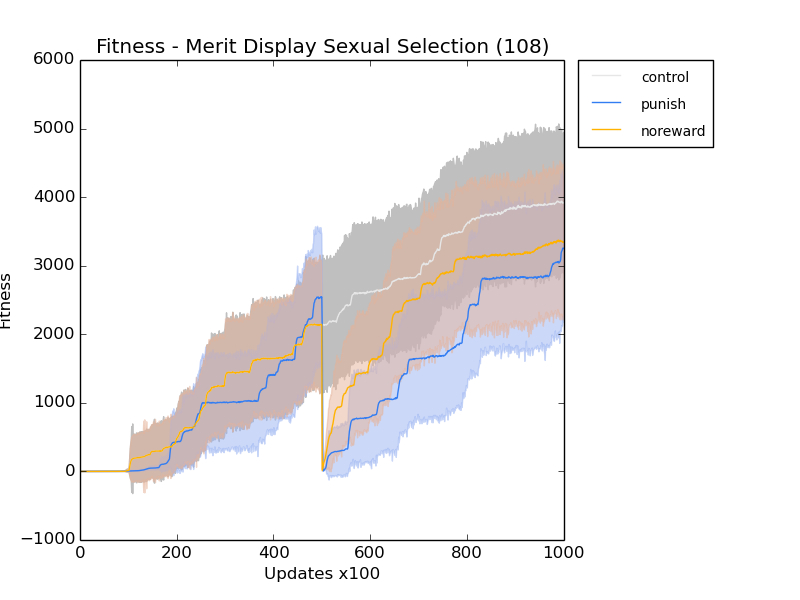 Fitness - Merit Display Sexual Selection (108)
6000
5000
4000
3000
2000
1000
0
−1000
Fitness
0
200
400
600
800
1000
Updates x100
control
punish
noreward